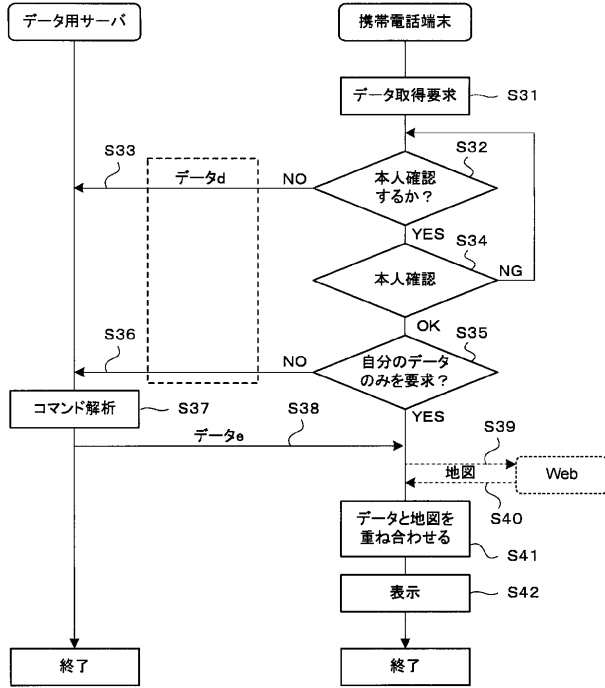 データ用サーバ
携帯電話端末
データ取得要求
S31
S32
S33
データd
NO
本人確認
するか？
YES
S34
NG
本人確認
OK
S35
S36
NO
自分のデータ
のみを要求？
コマンド解析
S37
YES
S38
データe
S39
地図
Web
S40
データと地図を
重ね合わせる
S41
表示
S42
終了
終了